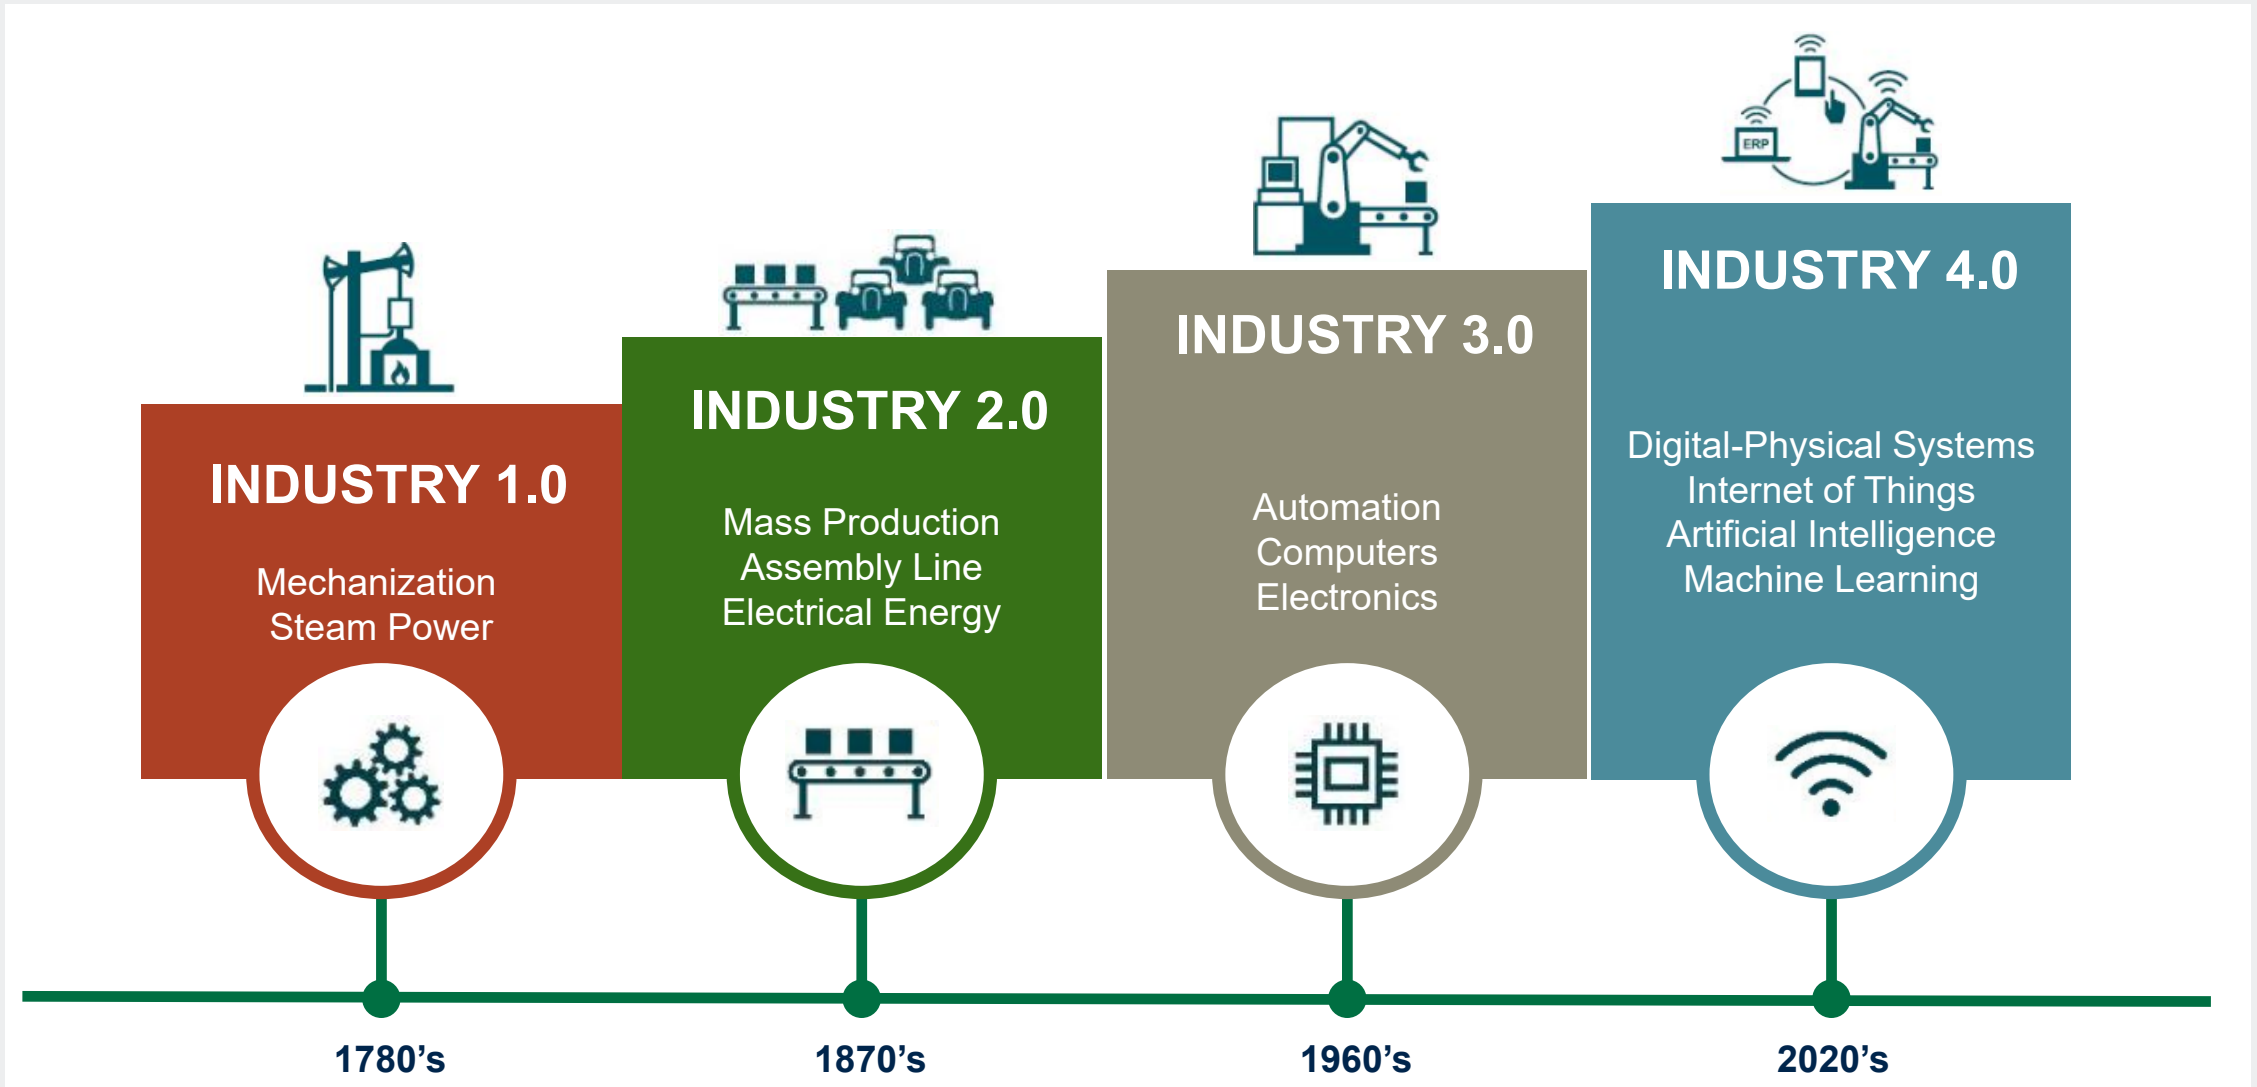 INDUSTRY 1.0
Mechanization
Steam Power
1780's
INDUSTRY 2.0
Mass Production
Assembly Line
Electrical Energy
1870's
INDUSTRY 3.0
Automation
Computers
Electronics
1960's
ERP
INDUSTRY 4.0
Digital-Physical Systems
Internet of Things
Artificial Intelligence
Machine Learning
2020's